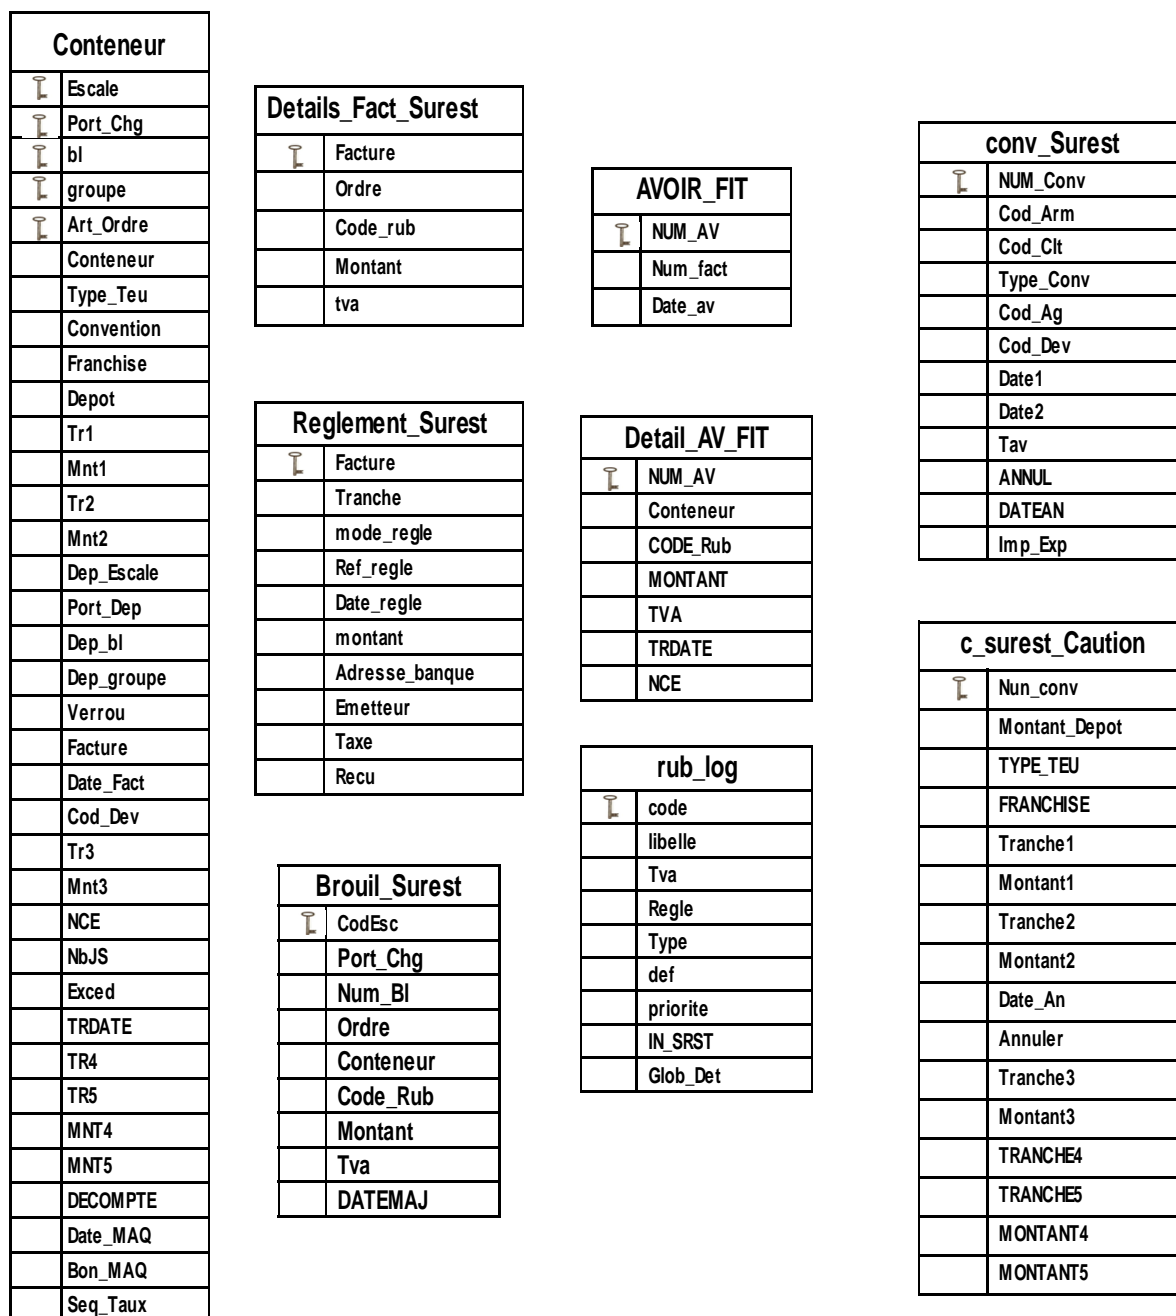 Conteneur
Escale
Port_Chg
bl
groupe
Art_Ordre
Conteneur
Type_Teu
Convention
Franchise
Depot
Tr1
Mnt1
Tr2
Mnt2
Dep_Escale
Port_Dep
Dep_bl
Dep_groupe
Verrou
Facture
Date_Fact
Cod_Dev
Tr3
Mnt3
NCE
NbJS
Exced
TRDATE
TR4
TR5
MNT4
MNT5
DECOMPTE
Date_MAQ
Bon_MAQ
Seq_Taux
Details_Fact_Surest
Facture
Ordre
Code_rub
Montant
tva
Reglement_Surest
Facture
Tranche
mode_regle
Ref_regle
Date_regle
montant
Adresse_banque
Emetteur
Taxe
Recu
Brouil_Surest
CodEsc
Port_Chg
Num_Bl
Ordre
Conteneur
Code_Rub
Montant
Tva
DATEMAJ
AVOIR_FIT
NUM_AV
Num_fact
Date_av
Detail_AV_FIT
NUM_AV
Conteneur
CODE_Rub
MONTANT
TVA
TRDATE
NCE
rub_log
code
libelle
Tva
Regle
Type
def
priorite
IN_SRST
Glob_Det
conv_Surest
NUM_Conv
Cod_Arm
Cod_Clt
Type_Conv
Cod_Ag
Cod_Dev
Date1
Date2
Tav
ANNUL
DATEAN
Imp_Exp
c_surest_Caution
Nun_conv
Montant_Depot
TYPE_TEU
FRANCHISE
Tranche1
Montant1
Tranche2
Montant2
Date_An
Annuler
Tranche3
Montant3
TRANCHE4
TRANCHE5
MONTANT4
MONTANT5